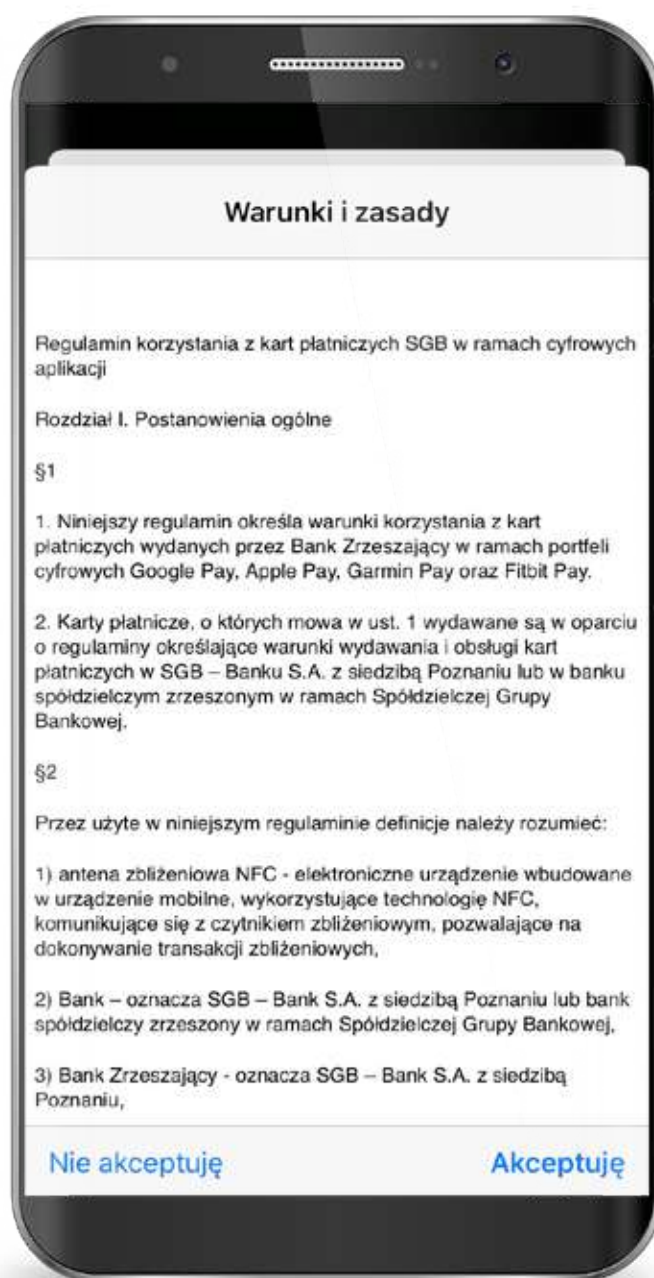 Warunki i zasady
Regulamin korzystania z kart płatniczych SGB w ramach cyfrowych
aplikacji
Rozdział I. Postanowienia ogólne
§1
1. Niniejszy regulamin określa warunki korzystania z kart
płatniczych wydanych przez Bank Zrzeszający w ramach portfeli
cyfrowych Google Pay, Apple Pay, Garmin Pay oraz Fitbit Pay.
2. Karty płatnicze, o których mowa w ust. 1 wydawane są w oparciu
o regulaminy określające warunki wydawania i obsługi kart
płatniczych w SGB – Banku S.A. z siedzibą Poznaniu lub w banku
spółdzielczym zrzeszonym w ramach Spółdzielczej Grupy
Bankowej.
§2
Przez użyte w niniejszym regulaminie definicje należy rozumieć:
1) antena zbliżeniowa NFC - elektroniczne urządzenie wbudowane
w urządzenie mobilne, wykorzystujące technologię NFC,
komunikujące się z czytnikiem zbliżeniowym, pozwalające na
dokonywanie transakcji zbliżeniowych,
2) Bank – oznacza SGB – Bank S.A. z siedzibą Poznaniu lub bank
spółdzielczy zrzeszony w ramach Spółdzielczej Grupy Bankowej,
3) Bank Zrzeszający - oznacza SGB – Bank S.A. z siedzibą
Poznaniu,
Nie akceptuję Akceptuję